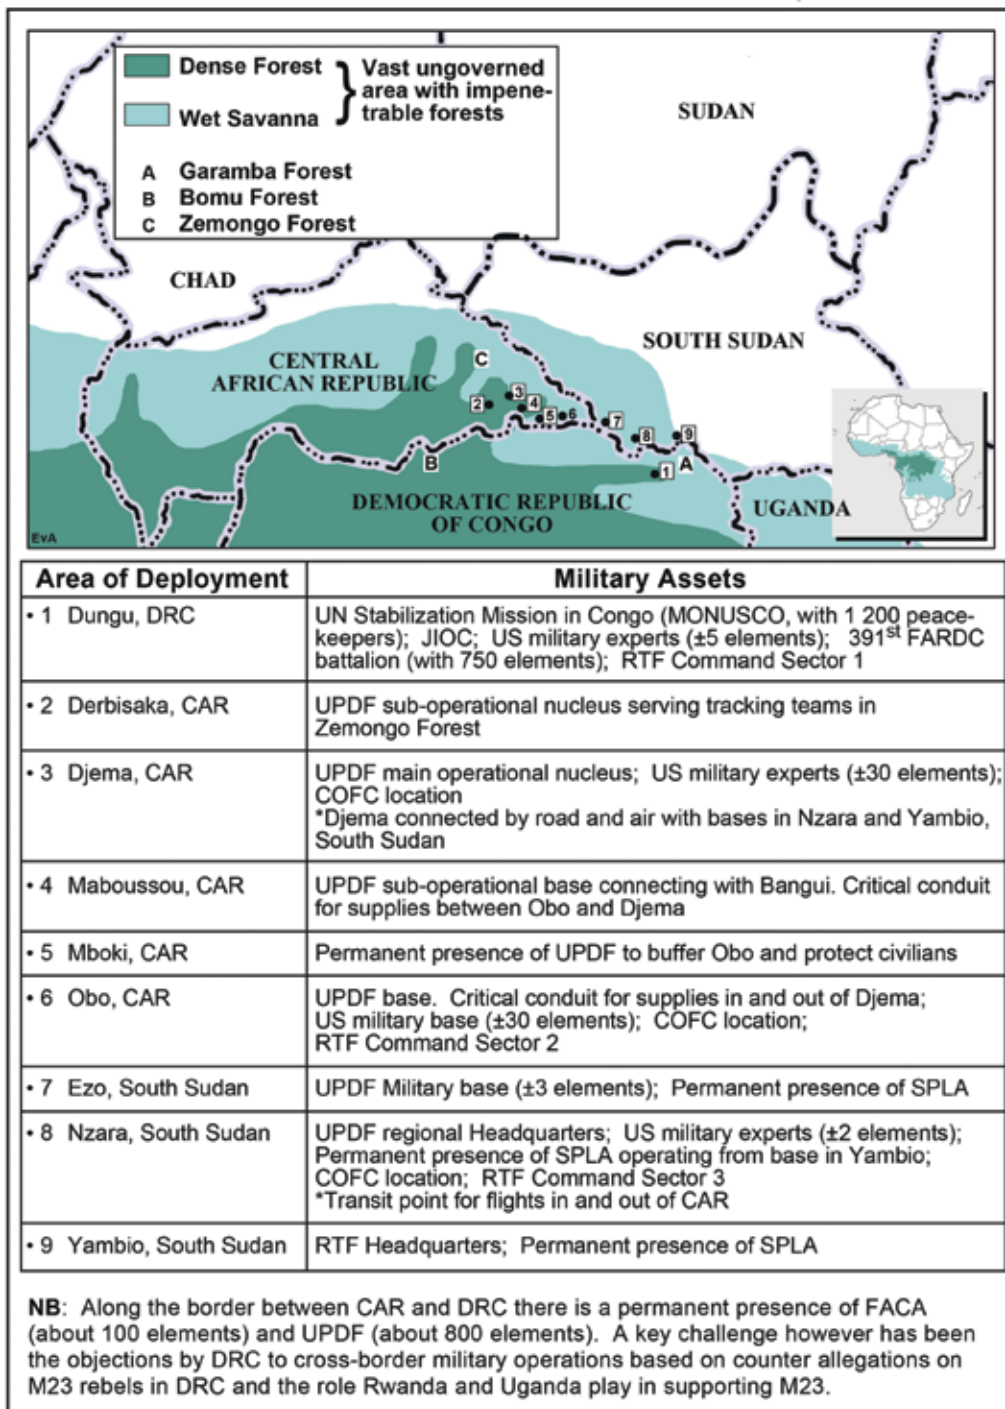 Dense Forest
Wet Savanna
Vast ungoverned
area with impene-
trable forests
A Garamba Forest
B Bomu Forest
C Zemongo Forest
SUDAN
CHAD
SOUTH SUDAN
CENTRAL
AFRICAN REPUBLIC
C
3
2
4
5
6
7
8
9
B
A
1
DEMOCRATIC REPUBLIC
OF CONGO
UGANDA
EvA
Area of Deployment
Military Assets
• 1 Dungu, DRC
UN Stabilization Mission in Congo (MONUSCO, with 1 200 peace-
keepers); JIOC; US military experts (±5 elements); 391st FARDC
battalion (with 750 elements); RTF Command Sector 1
• 2 Derbisaka, CAR
UPDF sub-operational nucleus serving tracking teams in
Zemongo Forest
• 3 Djema, CAR
UPDF main operational nucleus; US military experts (±30 elements);
COFC location
*Djema connected by road and air with bases in Nzara and Yambio,
South Sudan
• 4 Maboussou, CAR
UPDF sub-operational base connecting with Bangui. Critical conduit
for supplies between Obo and Djema
• 5 Mboki, CAR
Permanent presence of UPDF to buffer Obo and protect civilians
• 6 Obo, CAR
UPDF base. Critical conduit for supplies in and out of Djema;
US military base (±30 elements); COFC location;
RTF Command Sector 2
• 7 Ezo, South Sudan
UPDF Military base (±3 elements); Permanent presence of SPLA
• 8 Nzara, South Sudan
UPDF regional Headquarters; US military experts (±2 elements);
Permanent presence of SPLA operating from base in Yambio;
COFC location; RTF Command Sector 3
*Transit point for flights in and out of CAR
• 9 Yambio, South Sudan
RTF Headquarters; Permanent presence of SPLA
NB: Along the border between CAR and DRC there is a permanent presence of FACA
(about 100 elements) and UPDF (about 800 elements). A key challenge however has been
the objections by DRC to cross-border military operations based on counter allegations on
M23 rebels in DRC and the role Rwanda and Uganda play in supporting M23.